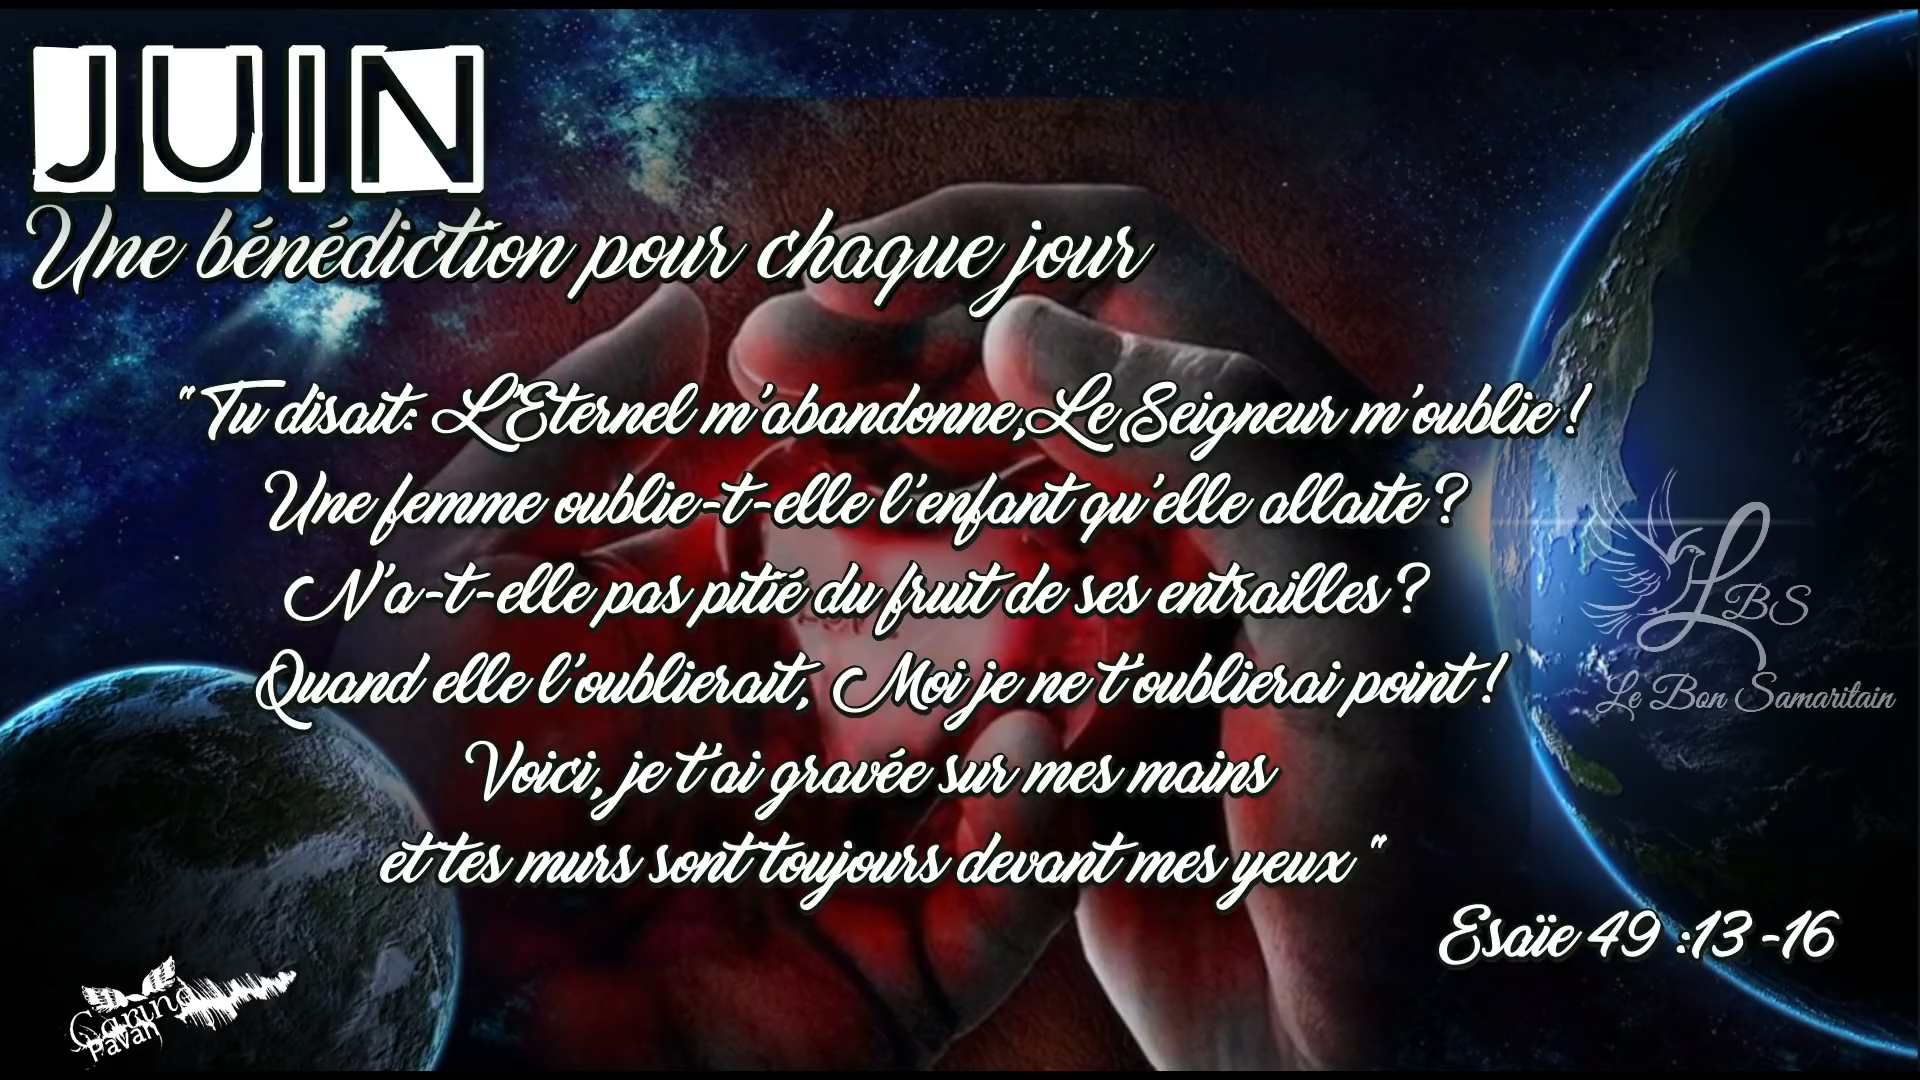 JUIN
Une bénédiction pour chaque jour
"Tu disait: L'Eternel m'abandonne,Le Seigneur m'oublie !
Une femme oublie-t-elle l'enfant qu'elle allaite ?
N'a-t-elle pas pitié du fruit de ses entrailles ?
Quand elle l'oublierait, Moi je ne t'oublierai point !
Voici, je t'ai gravée sur mes mains
et tes murs sont toujours devant mes yeux "
Esaïe 49 :13 -16
LBS
Le Bon Samaritain
Pavan